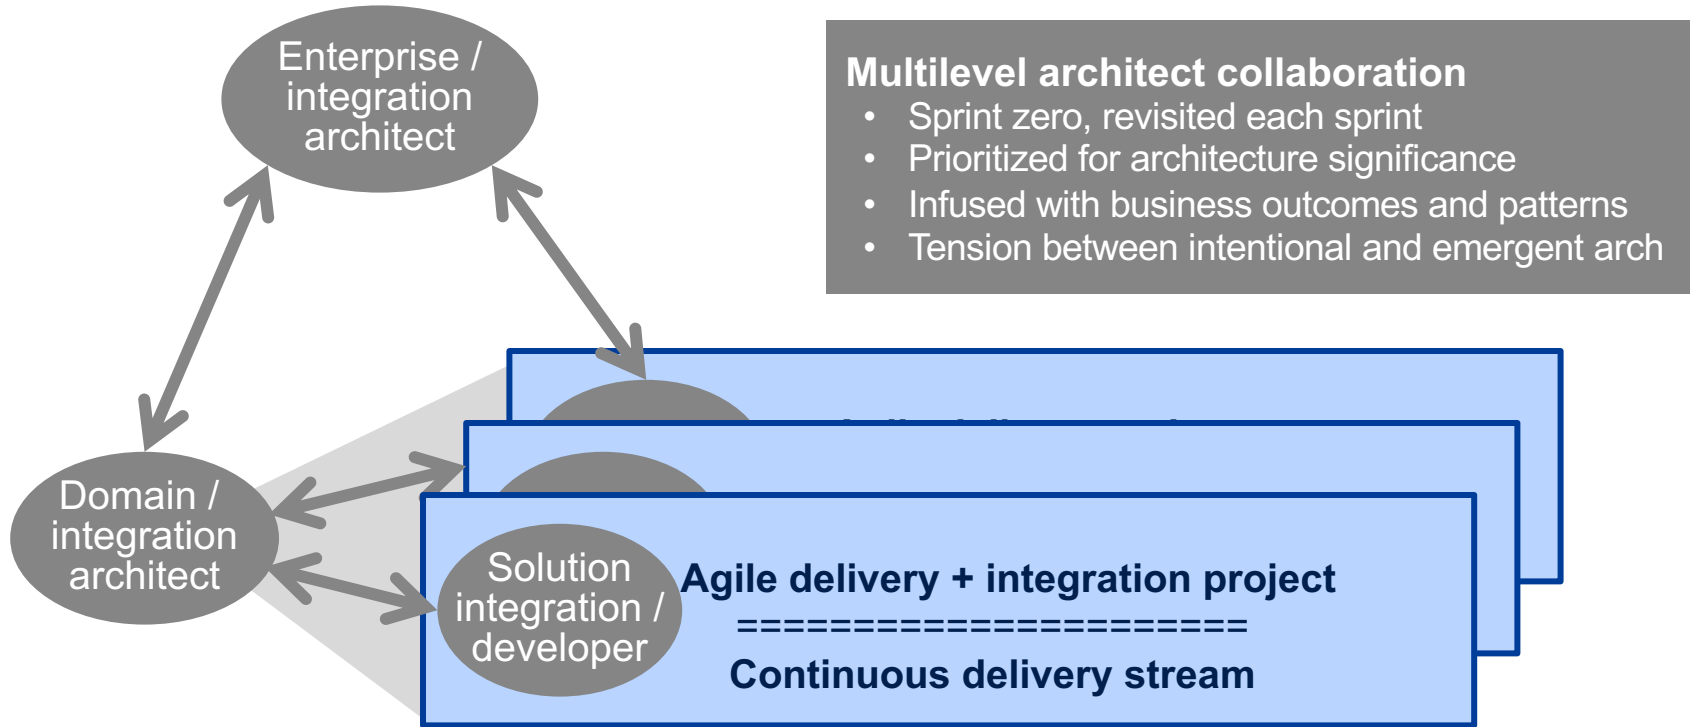 Enterprise /
integration
architect
Multilevel architect collaboration
• Sprint zero, revisited each sprint
• Prioritized for architecture significance
• Infused with business outcomes and patterns
• Tension between intentional and emergent arch
Domain /
integration
architect
Solution
integration /
developer
Agile delivery + integration project
======================
Continuous delivery stream